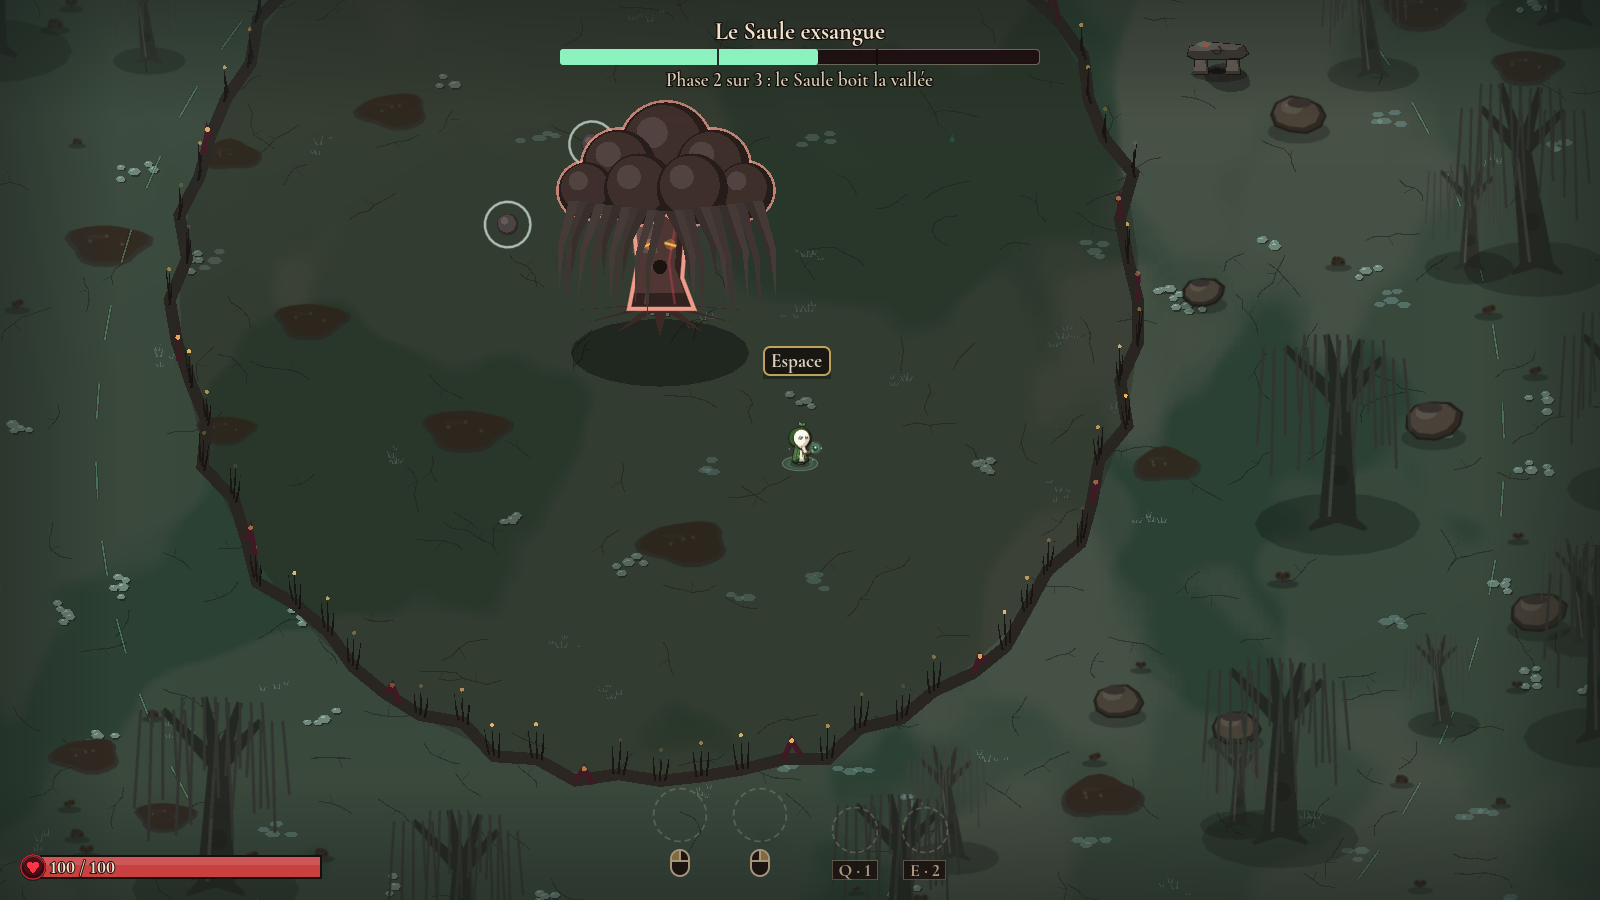 Le Saule exsangue
Phase 2 sur 3 : le Saule boit la vallée
Espace
100 / 100
Q · 1
E · 2